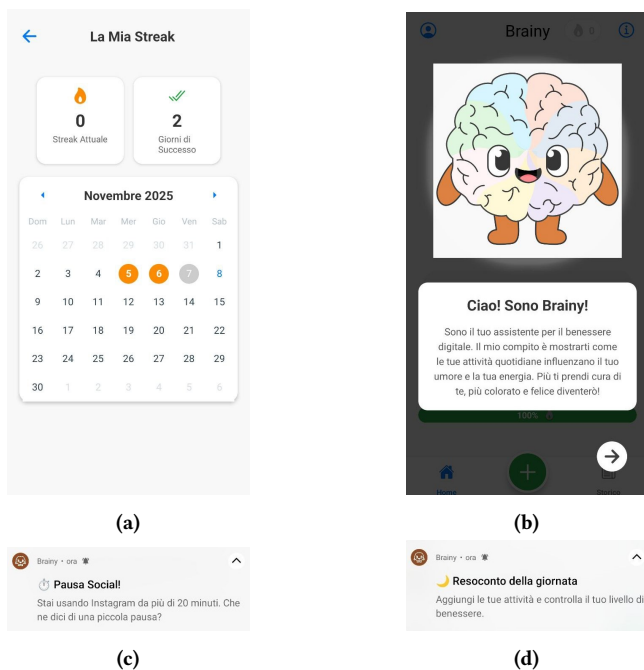 La Mia Streak
0
Streak Attuale
2
Giorni di
Successo
Novembre 2025
Dom Lun Mar Mer Gio Ven Sab
26 27 28 29 30 31 1
2 3 4 5 6 7 8
9 10 11 12 13 14 15
16 17 18 19 20 21 22
23 24 25 26 27 28 29
30 1 2 3 4 5 6
(a)
Brainy 0
Ciao! Sono Brainy!
Sono il tuo assistente per il benessere
digitale. Il mio compito è mostrarti come
le tue attività quotidiane influenzano il tuo
umore e la tua energia. Più ti prendi cura di
te, più colorato e felice diventerò!
100%
Home Storico
(b)
Brainy • ora
Pausa Social!
Stai usando Instagram da più di 20 minuti. Che
ne dici di una piccola pausa?
(c)
Brainy • ora
Resoconto della giornata
Aggiungi le tue attività e controlla il tuo livello di
benessere.
(d)